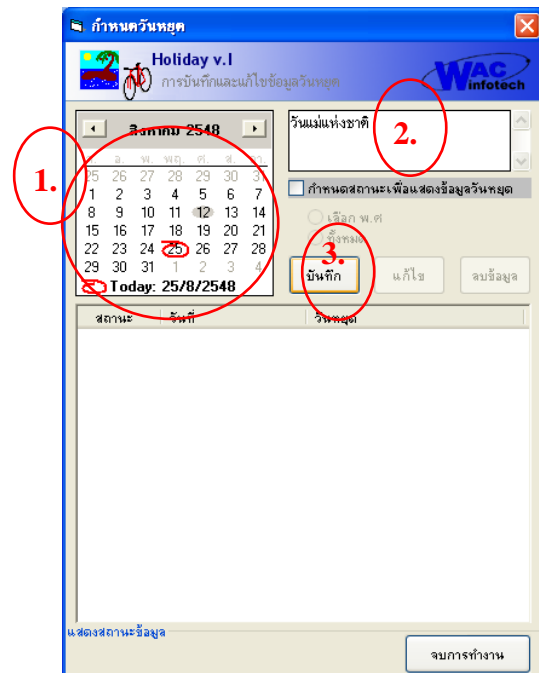 กำหนดวันหยุด
Holiday v.1
การบันทึกและแก้ไขข้อมูลวันหยุด
WAC
infotech
สิงหาคม 2548
อ. พ. พฤ. ศ. ส. อา.
25 26 27 28 29 30 31
1 2 3 4 5 6 7
8 9 10 11 12 13 14
15 16 17 18 19 20 21
22 23 24 25 26 27 28
29 30 31 1 2 3 4
Today: 25/8/2548
1.
วันแม่แห่งชาติ
2.
กำหนดสถานะเพื่อแสดงข้อมูลวันหยุด
เลือก พ.ศ
ทั้งหมด
3.
บันทึก แก้ไข ลบข้อมูล
สถานะ วันที่ วันหยุด
แสดงสถานะข้อมูล
จบการทำงาน